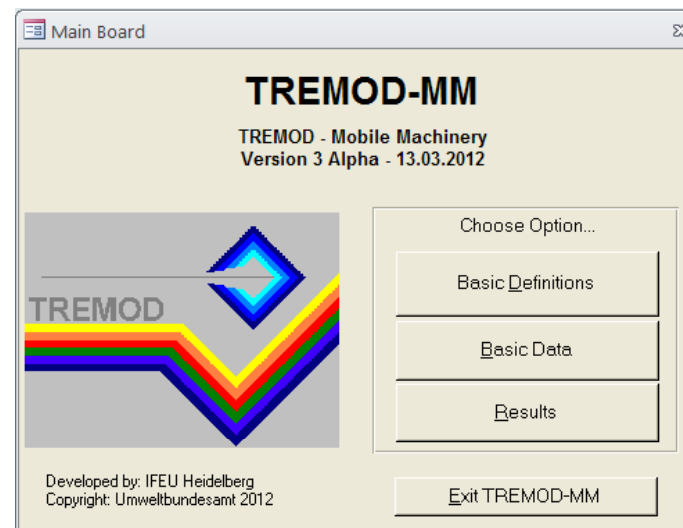 Main Board
TREMOD-MM
TREMOD - Mobile Machinery
Version 3 Alpha - 13.03.2012
TREMOD
Choose Option...
Basic Definitions
Basic Data
Results
Developed by: IFEU Heidelberg
Copyright: Umweltbundesamt 2012
Exit TREMOD-MM